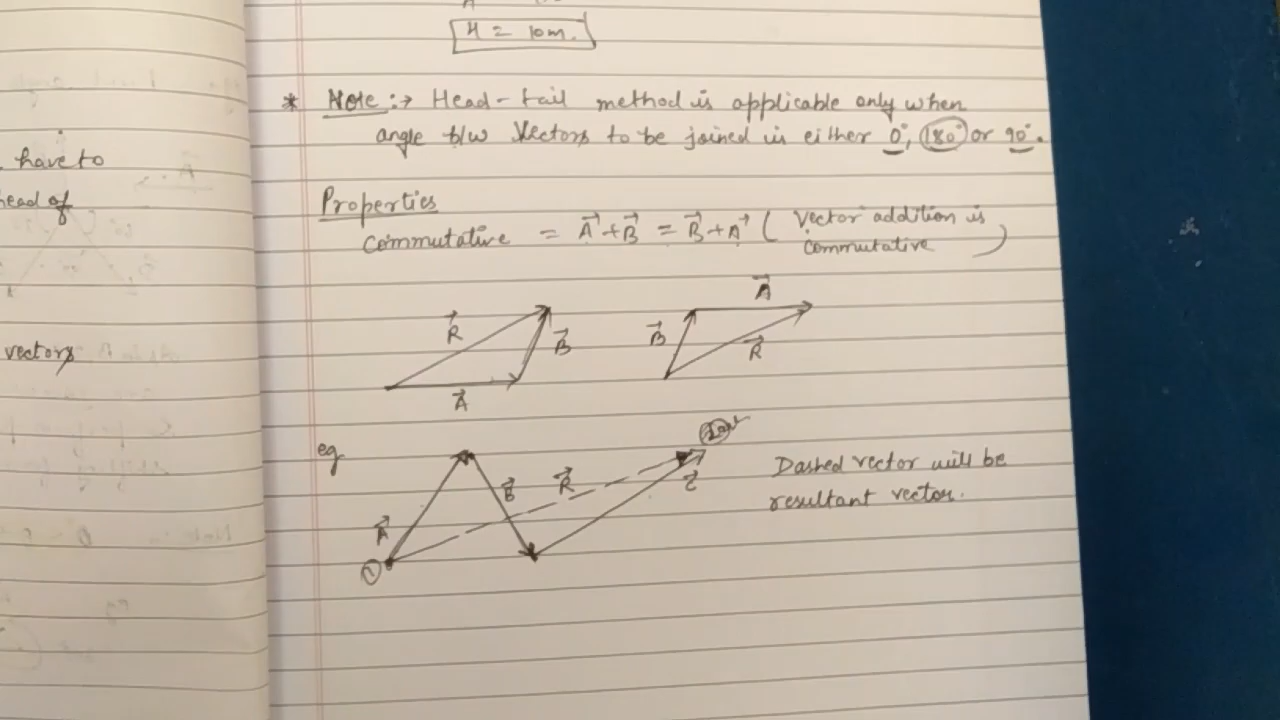 H = 10m.
* Note :→ Head-tail method is applicable only when
angle b/w Vectors to be joined is either 0°, 180° or 90°.
have to
head of
vectors
Properties
Commutative = A⃗+B⃗ = B⃗+A⃗ ( Vector addition is
commutative )
R⃗
B⃗
A⃗
A⃗
B⃗
R⃗
eg
A⃗
B⃗
R⃗
C⃗
1
Dashed vector will be
resultant vector.